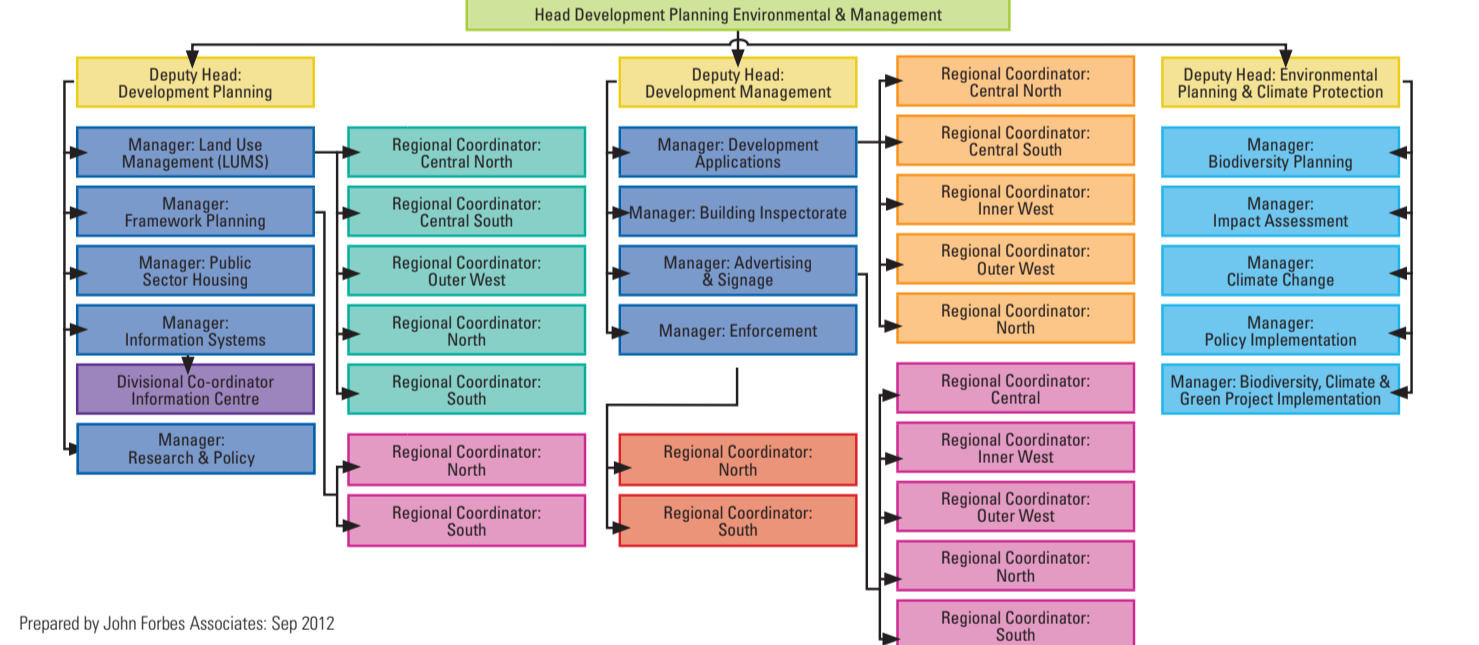 Head Development Planning Environmental & Management
Deputy Head:
Development Planning
Manager: Land Use
Management (LUMS)
Manager:
Framework Planning
Manager: Public
Sector Housing
Manager:
Information Systems
Divisional Co-ordinator
Information Centre
Manager:
Research & Policy
Regional Coordinator:
Central North
Regional Coordinator:
Central South
Regional Coordinator:
Outer West
Regional Coordinator:
North
Regional Coordinator:
South
Regional Coordinator:
North
Regional Coordinator:
South
Deputy Head:
Development Management
Manager: Development
Applications
Manager: Building Inspectorate
Manager: Advertising
& Signage
Manager: Enforcement
Regional Coordinator:
North
Regional Coordinator:
South
Regional Coordinator:
Central North
Regional Coordinator:
Central South
Regional Coordinator:
Inner West
Regional Coordinator:
Outer West
Regional Coordinator:
North
Regional Coordinator:
Central
Regional Coordinator:
Inner West
Regional Coordinator:
Outer West
Regional Coordinator:
North
Regional Coordinator:
South
Deputy Head: Environmental
Planning & Climate Protection
Manager:
Biodiversity Planning
Manager:
Impact Assessment
Manager:
Climate Change
Manager:
Policy Implementation
Manager: Biodiversity, Climate &
Green Project Implementation
Prepared by John Forbes Associates: Sep 2012